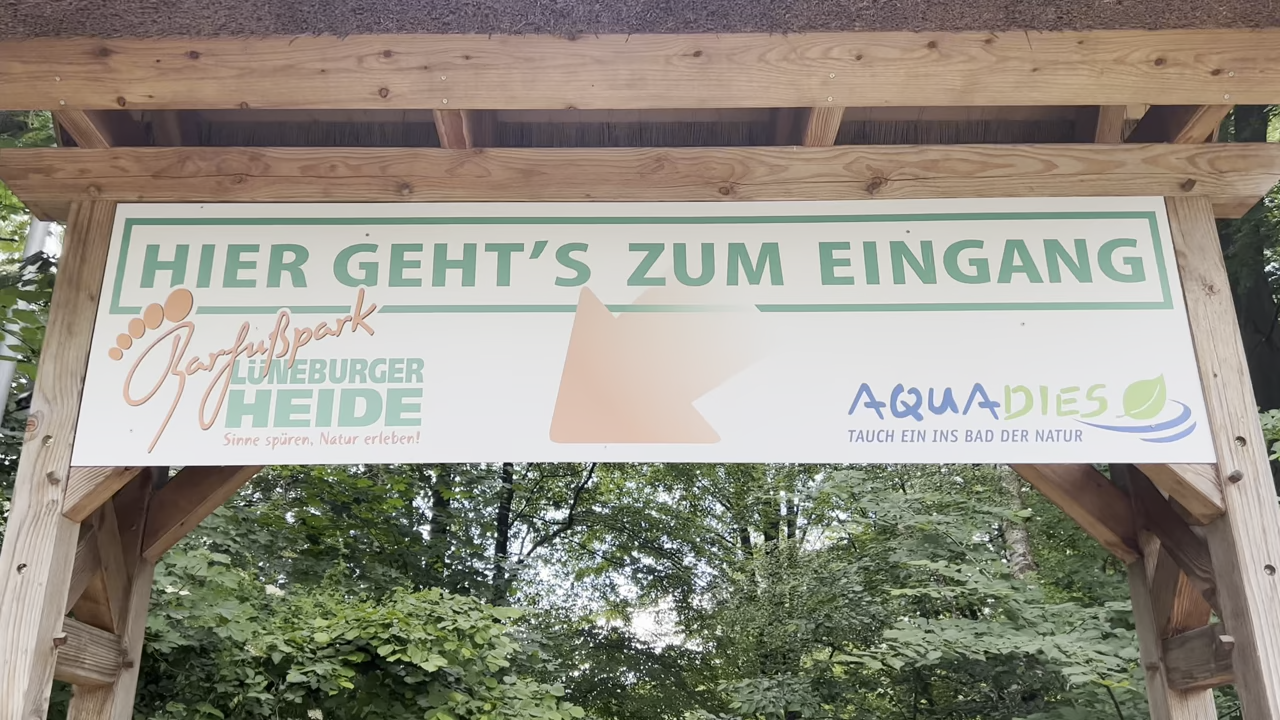 HIER GEHT'S ZUM EINGANG
Barfußpark
LÜNEBURGER
HEIDE
Sinne spüren, Natur erleben!
AQUADIES
TAUCH EIN INS BAD DER NATUR